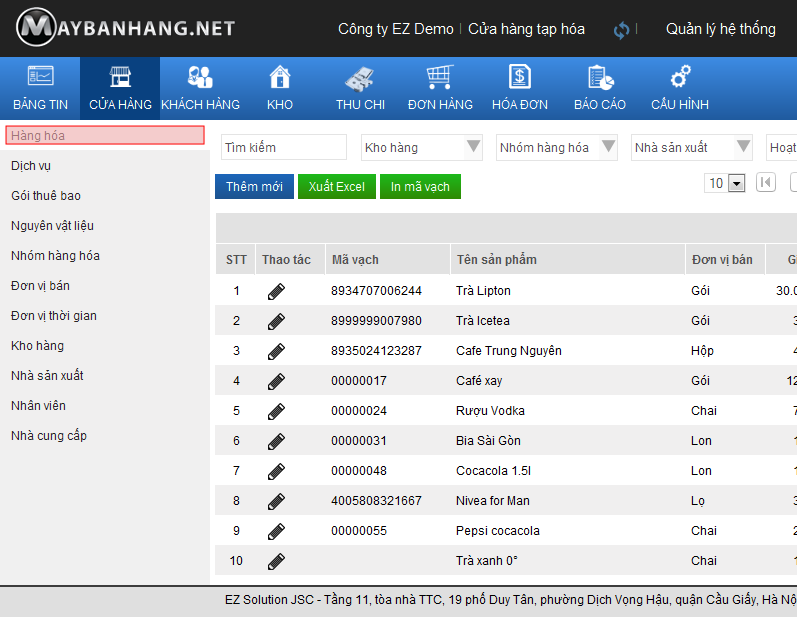 MAYBANHANG.NET
Công ty EZ Demo | Cửa hàng tạp hóa | Quản lý hệ thống
BẢNG TIN CỬA HÀNG KHÁCH HÀNG KHO THU CHI ĐƠN HÀNG HÓA ĐƠN BÁO CÁO CẤU HÌNH
Hàng hóa
Dịch vụ
Gói thuê bao
Nguyên vật liệu
Nhóm hàng hóa
Đơn vị bán
Đơn vị thời gian
Kho hàng
Nhà sản xuất
Nhân viên
Nhà cung cấp
Tìm kiếm Kho hàng Nhóm hàng hóa Nhà sản xuất Hoạt
Thêm mới Xuất Excel In mã vạch 10
STT Thao tác Mã vạch Tên sản phẩm Đơn vị bán G
1 8934707006244 Trà Lipton Gói 30.0
2 8999999007980 Trà Icetea Gói 3
3 8935024123287 Cafe Trung Nguyên Hộp 4
4 00000017 Café xay Gói 12
5 00000024 Rượu Vodka Chai 7
6 00000031 Bia Sài Gòn Lon 1
7 00000048 Cocacola 1.5l Lon 1
8 4005808321667 Nivea for Man Lọ 3
9 00000055 Pepsi cocacola Chai 2
10 Trà xanh 0° Chai 1
EZ Solution JSC - Tầng 11, tòa nhà TTC, 19 phố Duy Tân, phường Dịch Vọng Hậu, quận Cầu Giấy, Hà Nộ